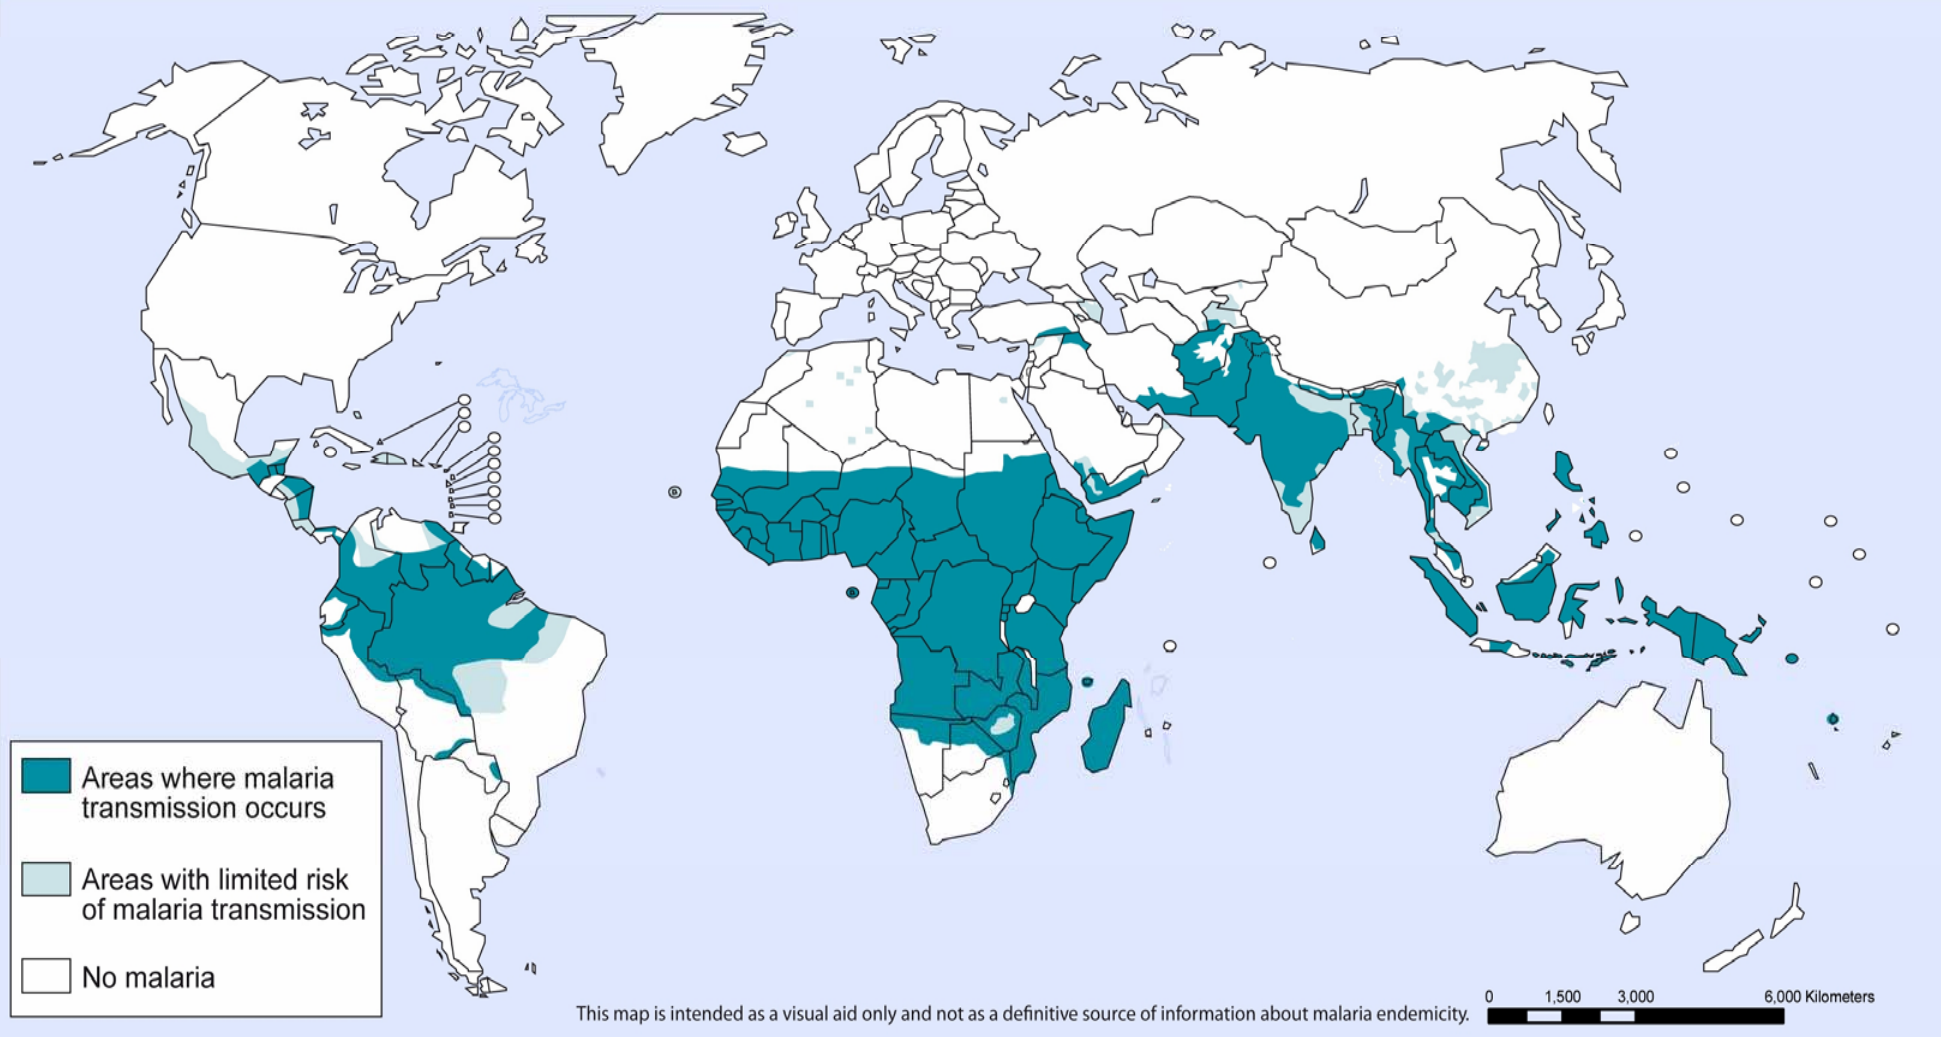 Areas where malaria
transmission occurs
Areas with limited risk
of malaria transmission
No malaria
This map is intended as a visual aid only and not as a definitive source of information about malaria endemicity.
0 1,500 3,000 6,000 Kilometers